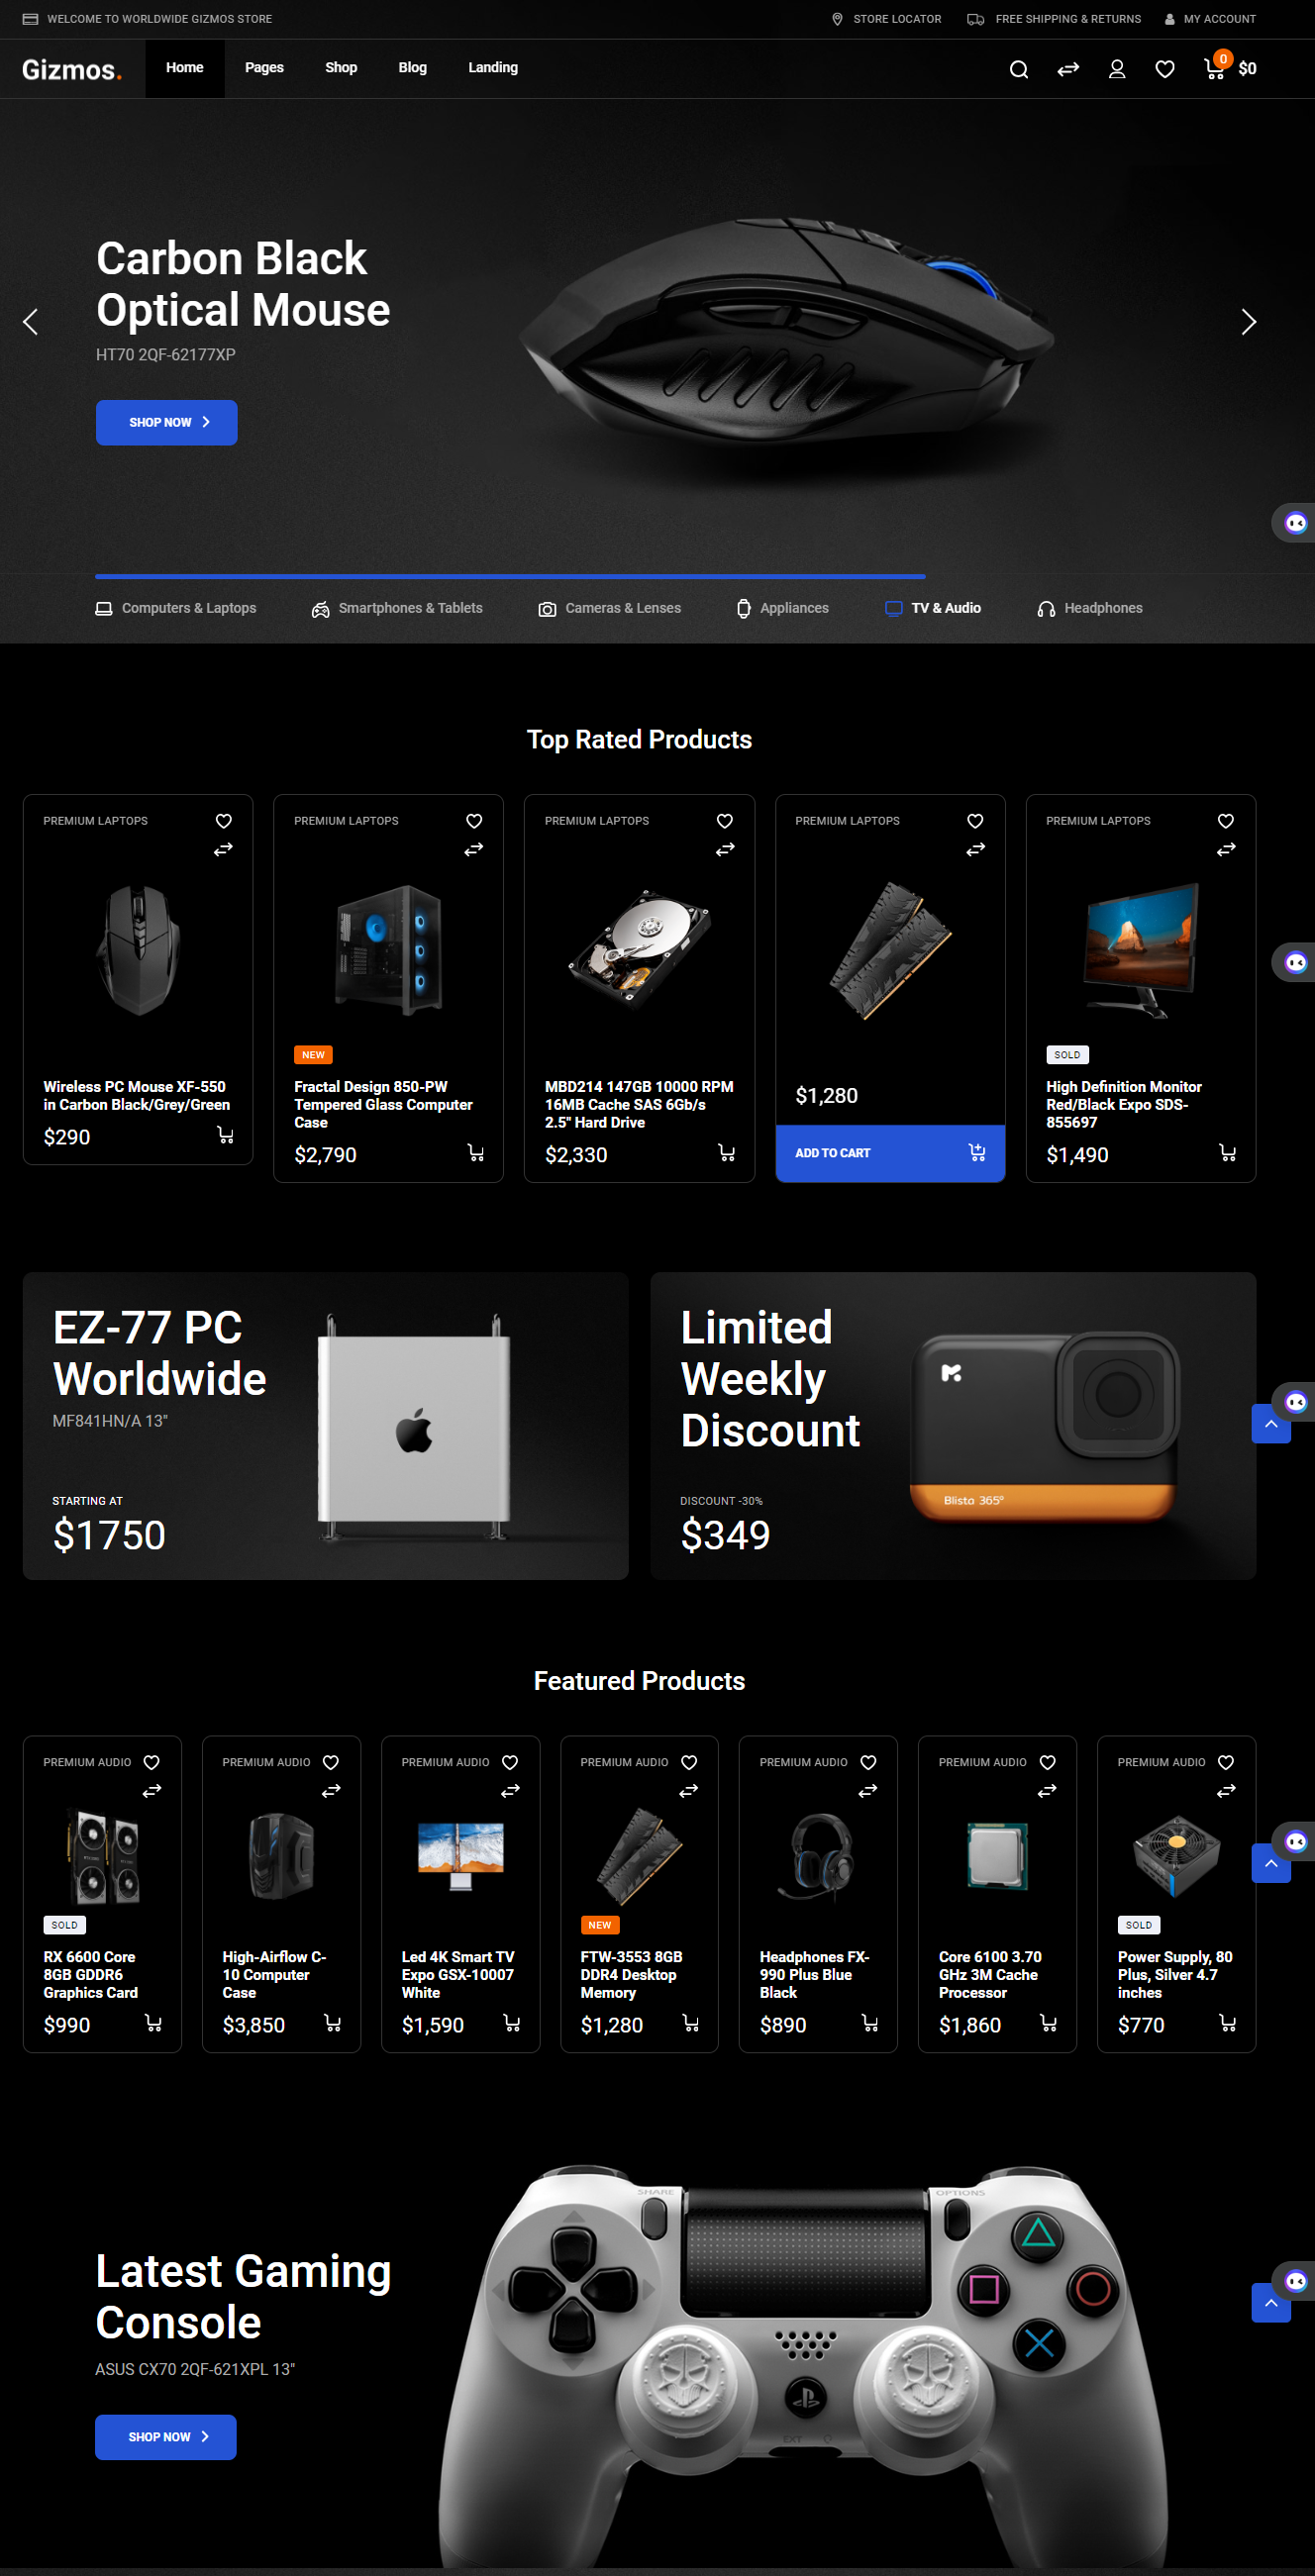 WELCOME TO WORLDWIDE GIZMOS STORE
STORE LOCATOR
FREE SHIPPING & RETURNS
MY ACCOUNT
Gizmos.
Home
Pages
Shop
Blog
Landing
0
$0
Carbon Black
Optical Mouse
HT70 2QF-62177XP
SHOP NOW
Computers & Laptops
Smartphones & Tablets
Cameras & Lenses
Appliances
TV & Audio
Headphones
Top Rated Products
PREMIUM LAPTOPS
Wireless PC Mouse XF-550
in Carbon Black/Grey/Green
$290
PREMIUM LAPTOPS
NEW
Fractal Design 850-PW
Tempered Glass Computer
Case
$2,790
PREMIUM LAPTOPS
MBD214 147GB 10000 RPM
16MB Cache SAS 6Gb/s
2.5" Hard Drive
$2,330
PREMIUM LAPTOPS
$1,280
ADD TO CART
PREMIUM LAPTOPS
SOLD
High Definition Monitor
Red/Black Expo SDS-
855697
$1,490
EZ-77 PC
Worldwide
MF841HN/A 13"
STARTING AT
$1750
Limited
Weekly
Discount
DISCOUNT -30%
$349
Blista 365°
Featured Products
PREMIUM AUDIO
SOLD
RX 6600 Core
8GB GDDR6
Graphics Card
$990
PREMIUM AUDIO
High-Airflow C-
10 Computer
Case
$3,850
PREMIUM AUDIO
Led 4K Smart TV
Expo GSX-10007
White
$1,590
PREMIUM AUDIO
NEW
FTW-3553 8GB
DDR4 Desktop
Memory
$1,280
PREMIUM AUDIO
Headphones FX-
990 Plus Blue
Black
$890
PREMIUM AUDIO
Core 6100 3.70
GHz 3M Cache
Processor
$1,860
PREMIUM AUDIO
SOLD
Power Supply, 80
Plus, Silver 4.7
inches
$770
Latest Gaming
Console
ASUS CX70 2QF-621XPL 13"
SHOP NOW
SHARE
OPTIONS
EXT